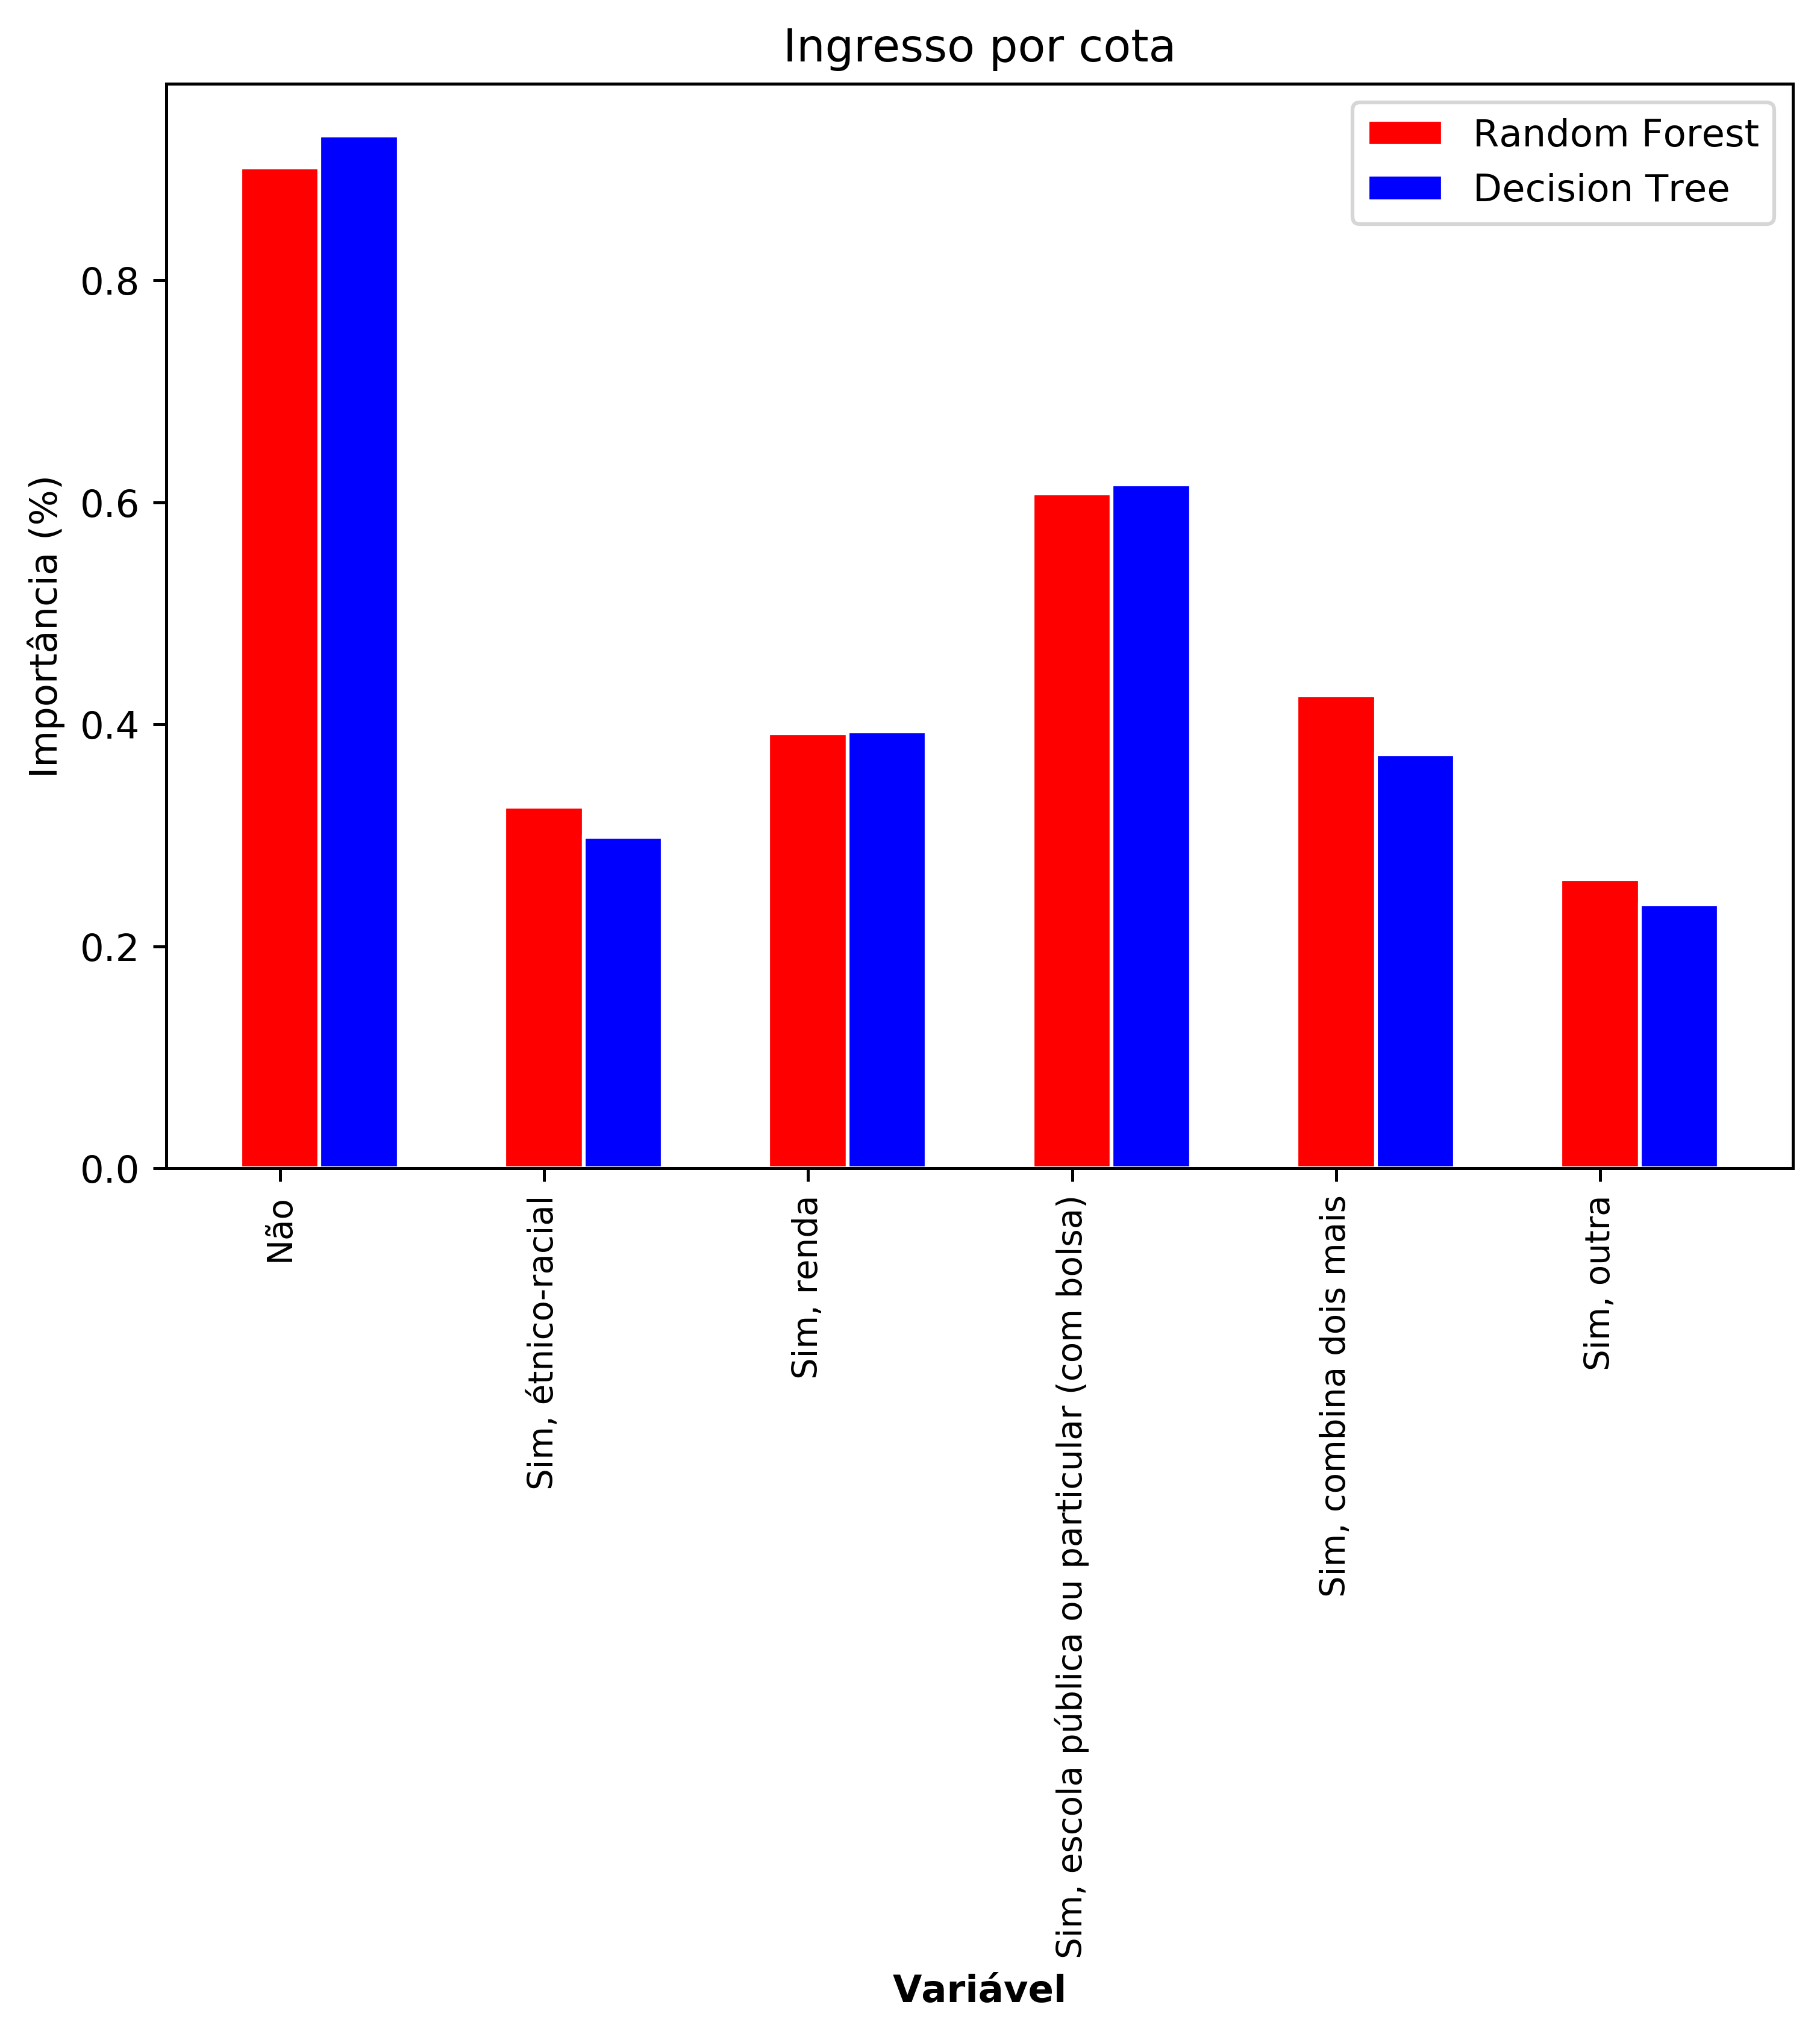 Ingresso por cota
Random Forest
Decision Tree
Importância (%)
0.8
0.6
0.4
0.2
0.0
Não
Sim, étnico-racial
Sim, renda
Sim, escola pública ou particular (com bolsa)
Sim, combina dois mais
Sim, outra
Variável